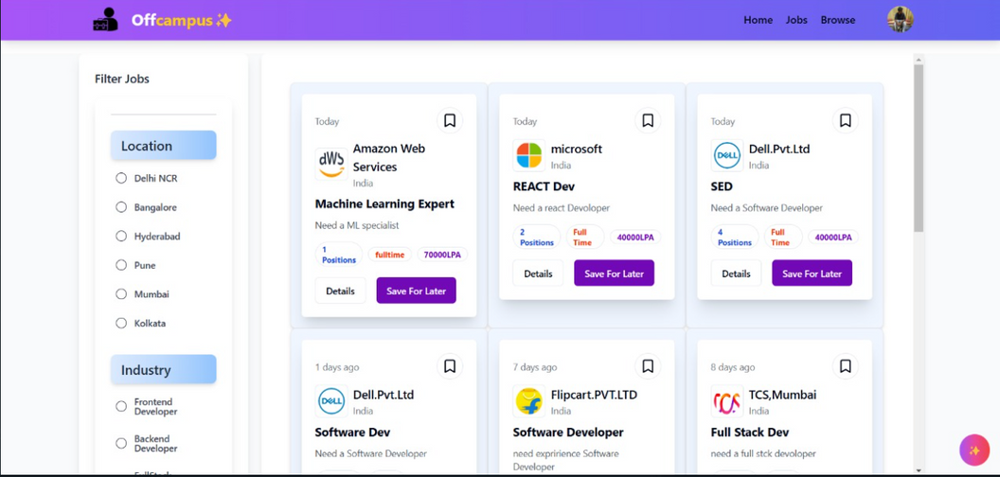 Offcampus✨
Home
Jobs
Browse
Filter Jobs
Location
Delhi NCR
Bangalore
Hyderabad
Pune
Mumbai
Kolkata
Industry
Frontend
Developer
Backend
Developer
Today
aws
Amazon Web
Services
India
Machine Learning Expert
Need a ML specialist
1
Positions
fulltime
70000LPA
Details
Save For Later
Today
microsoft
India
REACT Dev
Need a react Devoloper
2
Positions
Full
Time
40000LPA
Details
Save For Later
Today
DELL
Dell.Pvt.Ltd
India
SED
Need a Software Developer
4
Positions
Full
Time
40000LPA
Details
Save For Later
1 days ago
DELL
Dell.Pvt.Ltd
India
Software Dev
Need a Software Developer
7 days ago
Flipcart.PVT.LTD
India
Software Developer
need expririence Software
Developer
8 days ago
TCS,Mumbai
India
Full Stack Dev
need a full stck devoloper